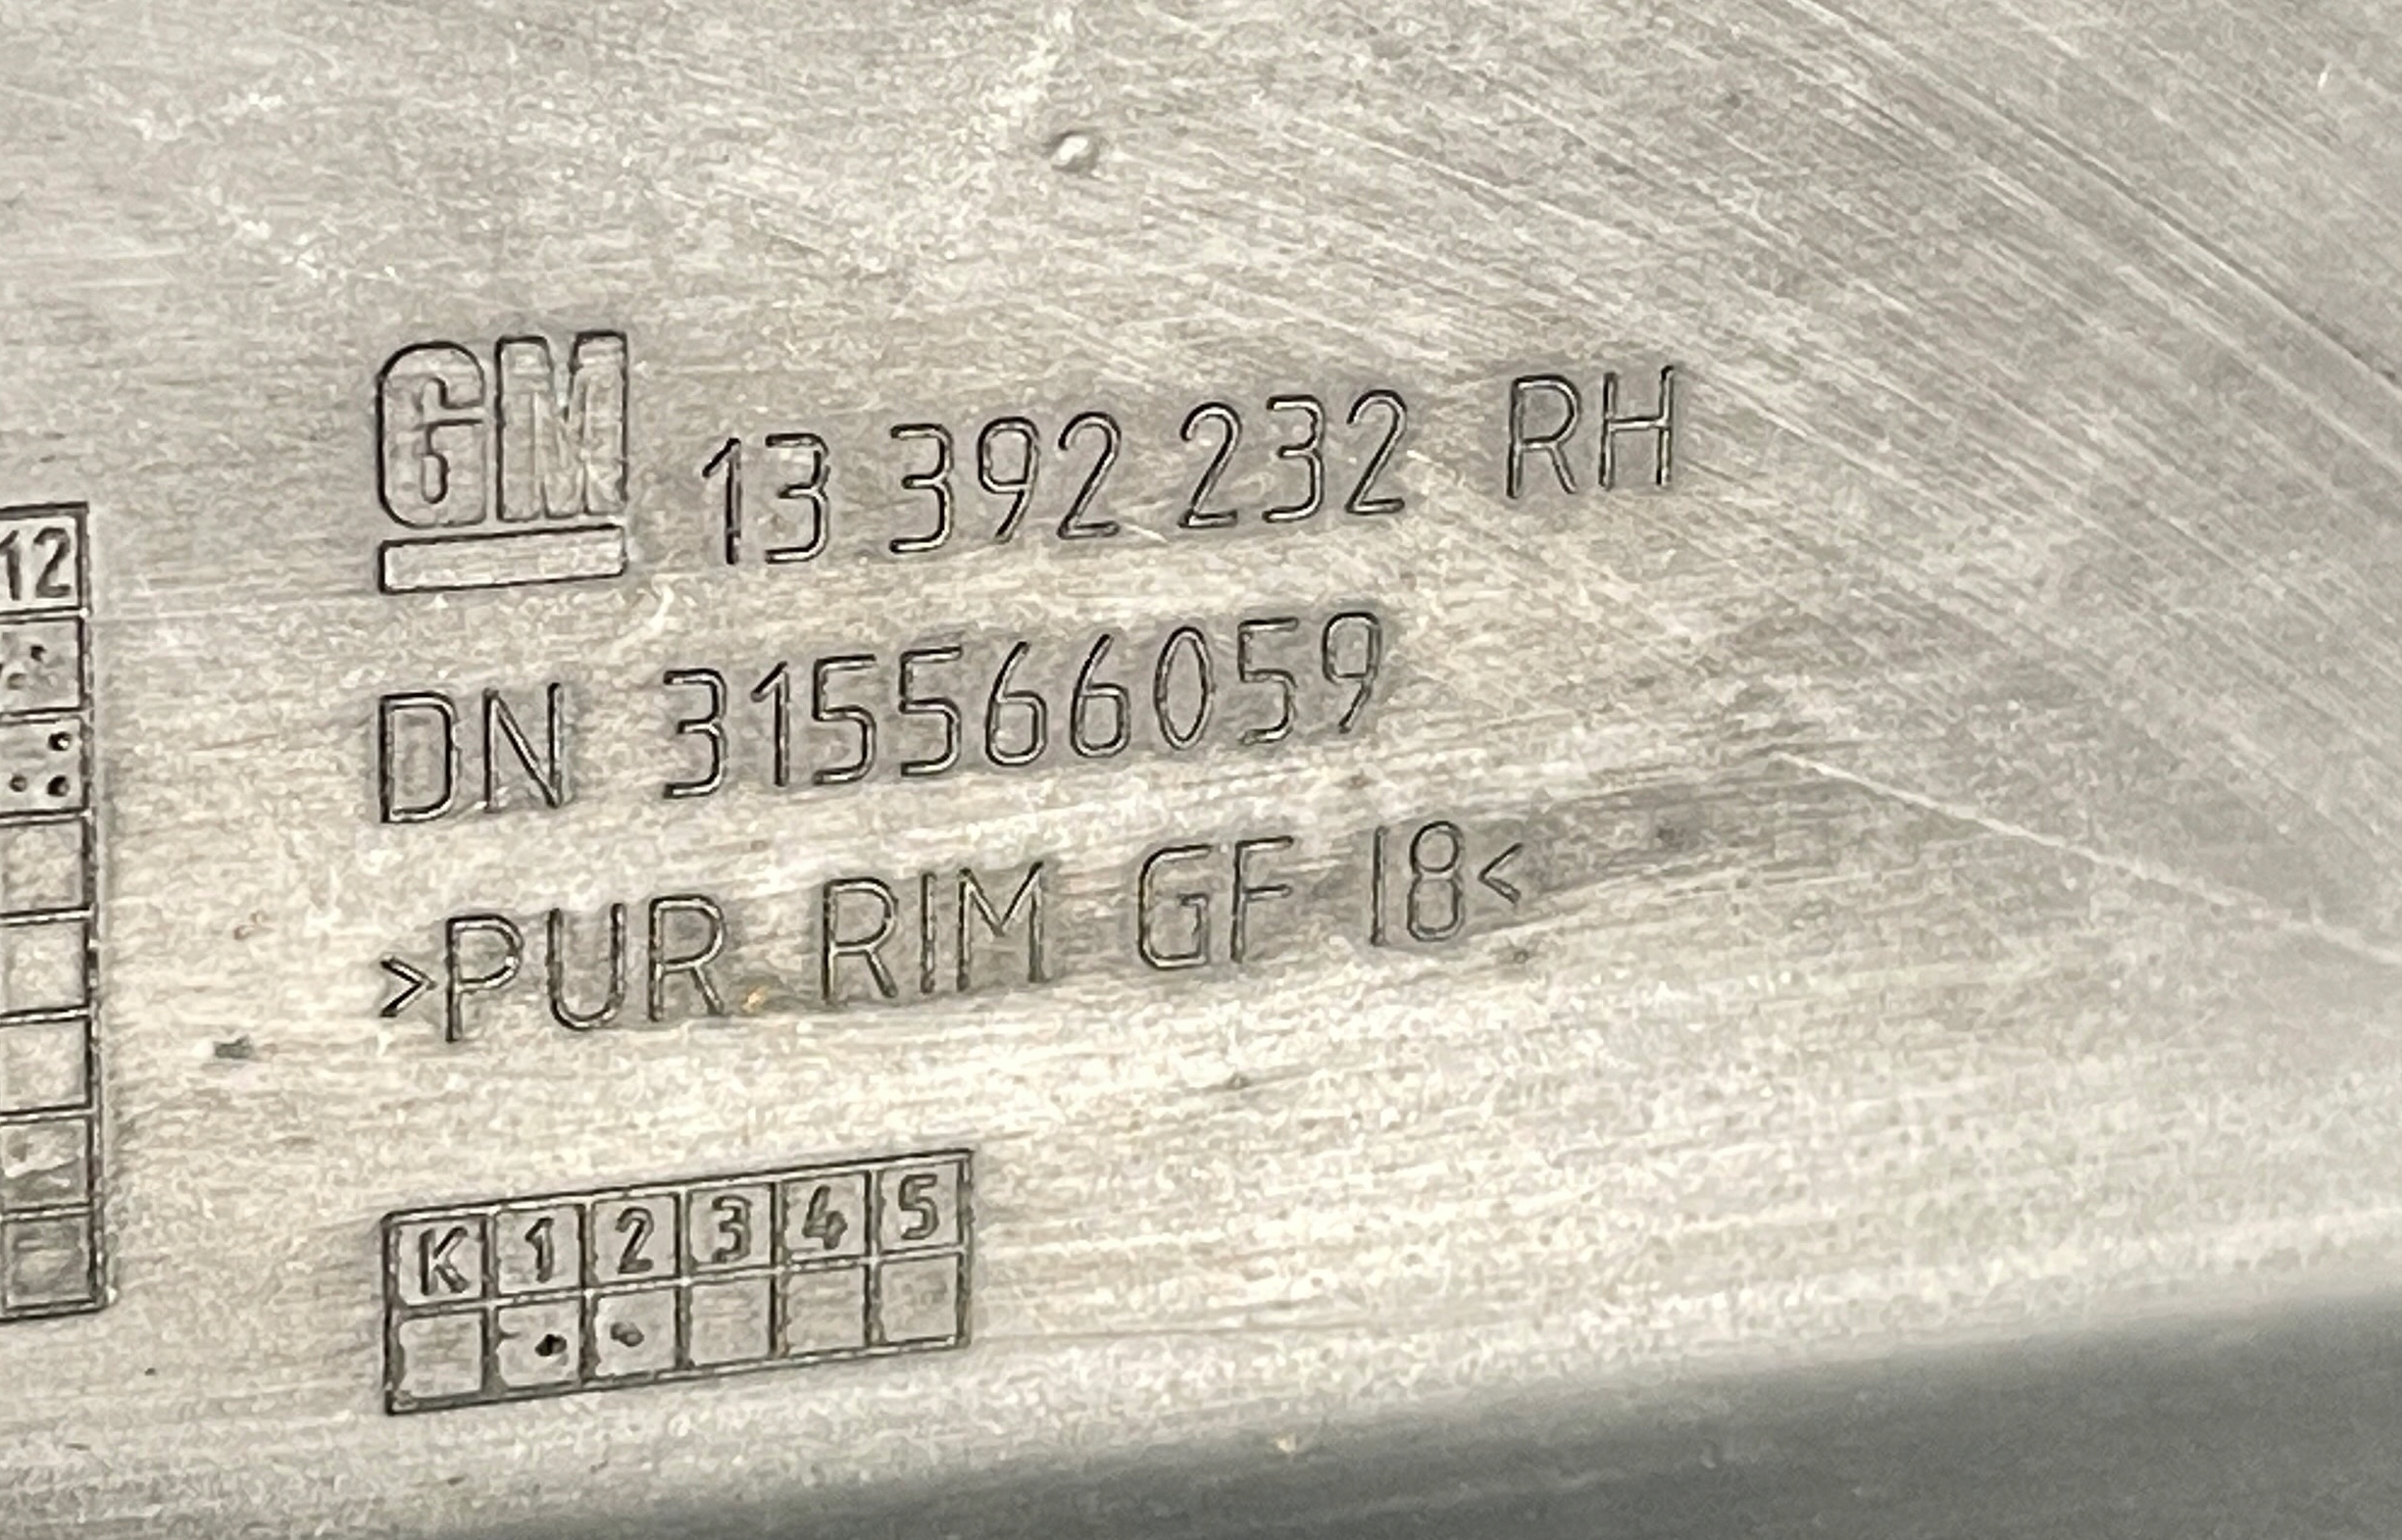 12
GM 13 392 232 RH
DN 315566059
>PUR RIM GF 18<
K 1 2 3 4 5